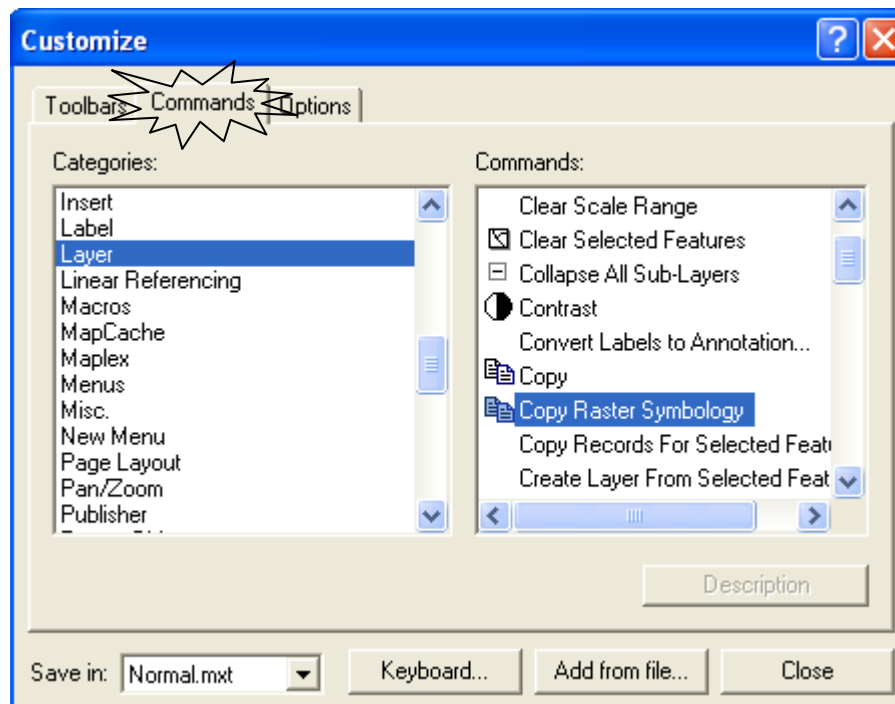 Customize
Toolbars Commands Options
Categories:
Insert
Label
Layer
Linear Referencing
Macros
MapCache
Maplex
Menus
Misc.
New Menu
Page Layout
Pan/Zoom
Publisher
Commands:
Clear Scale Range
Clear Selected Features
Collapse All Sub-Layers
Contrast
Convert Labels to Annotation...
Copy
Copy Raster Symbology
Copy Records For Selected Featu
Create Layer From Selected Feat
Description
Save in: Normal.mxt Keyboard... Add from file... Close